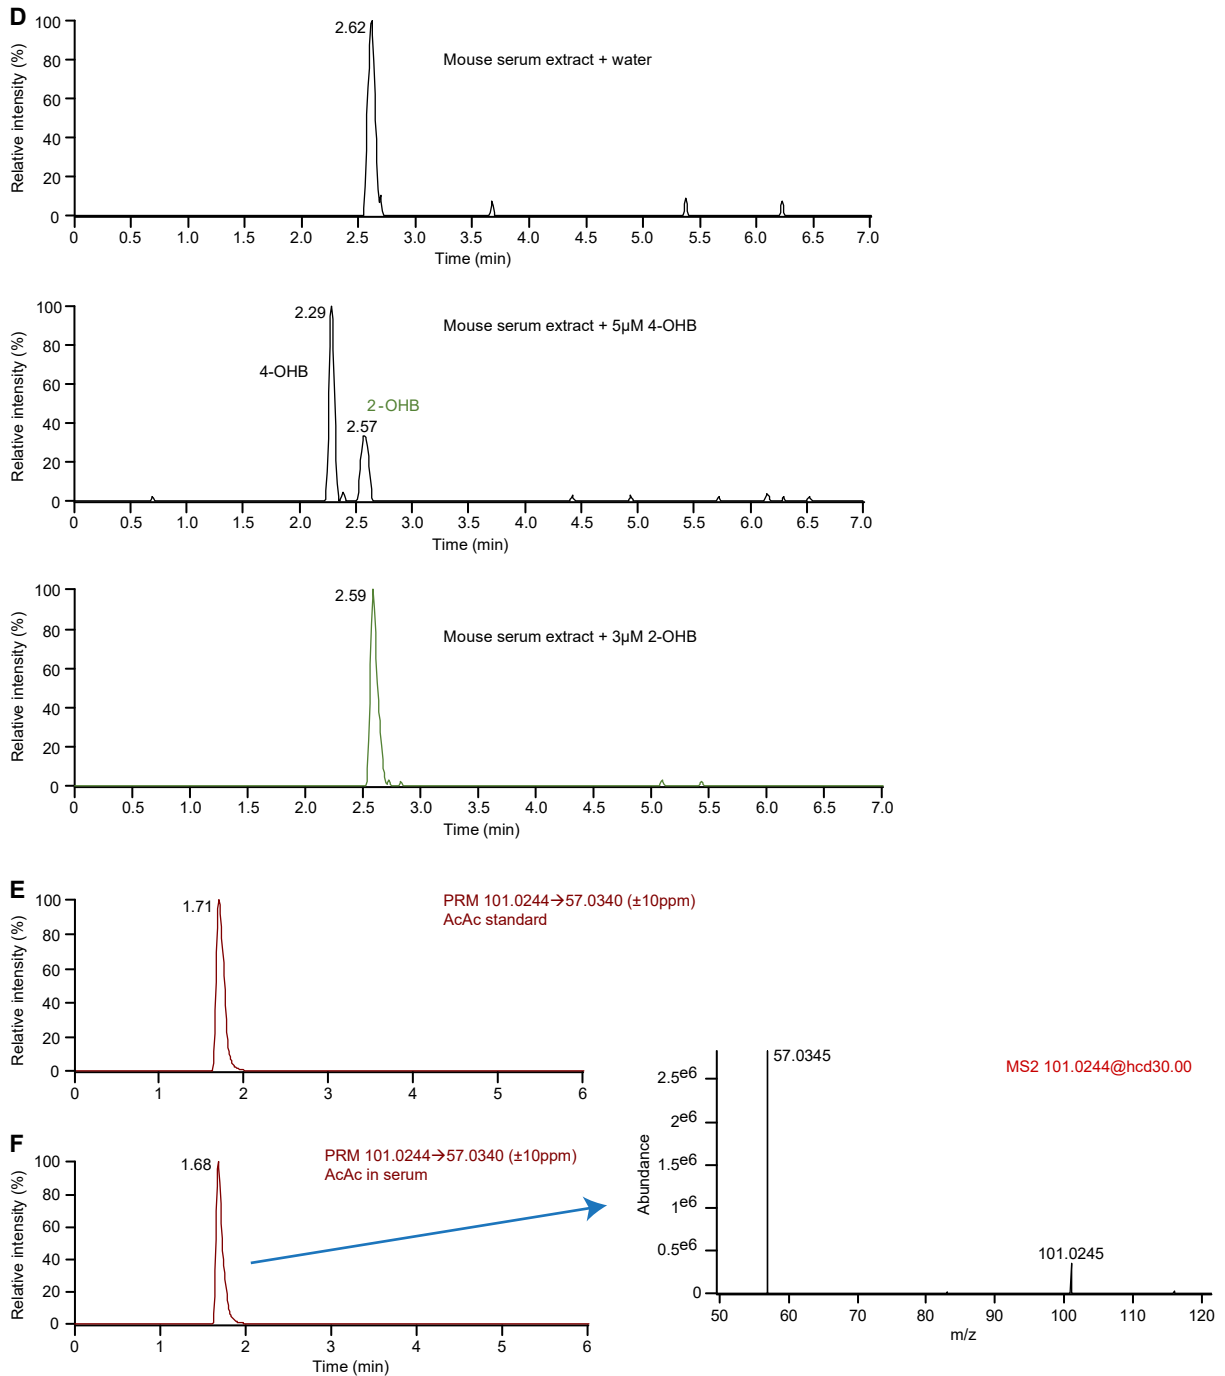 D
Relative intensity (%)
100
80
60
40
20
0
2.62
Mouse serum extract + water
0 0.5 1.0 1.5 2.0 2.5 3.0 3.5 4.0 4.5 5.0 5.5 6.0 6.5 7.0
Time (min)
Relative intensity (%)
100
80
60
40
20
0
2.29
Mouse serum extract + 5µM 4-OHB
4-OHB
2-OHB
2.57
0 0.5 1.0 1.5 2.0 2.5 3.0 3.5 4.0 4.5 5.0 5.5 6.0 6.5 7.0
Time (min)
Relative intensity (%)
100
80
60
40
20
0
2.59
Mouse serum extract + 3µM 2-OHB
0 0.5 1.0 1.5 2.0 2.5 3.0 3.5 4.0 4.5 5.0 5.5 6.0 6.5 7.0
Time (min)
E
Relative intensity (%)
100
80
60
40
20
0
1.71
PRM 101.0244→57.0340 (±10ppm)
AcAc standard
0 1 2 3 4 5 6
F
Relative intensity (%)
100
80
60
40
20
0
1.68
PRM 101.0244→57.0340 (±10ppm)
AcAc in serum
0 1 2 3 4 5 6
Time (min)
Abundance
2.5e6
2e6
1.5e6
1e6
0.5e6
0
57.0345
MS2 101.0244@hcd30.00
101.0245
50 60 70 80 90 100 110 120
m/z